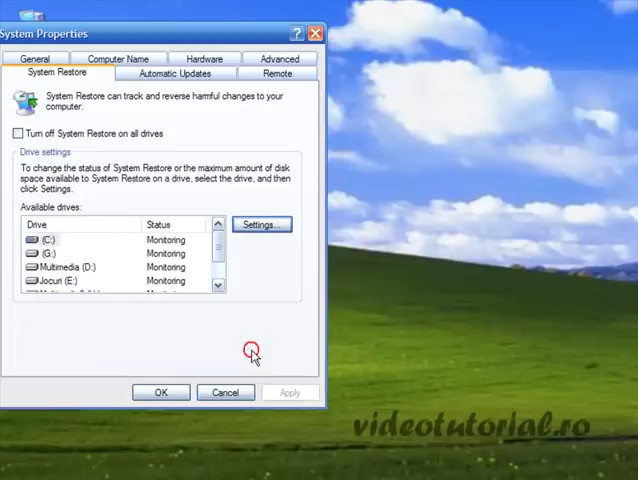 System Properties
General
Computer Name
Hardware
Advanced
System Restore
Automatic Updates
Remote
System Restore can track and reverse harmful changes to your
computer.
Turn off System Restore on all drives
Drive settings
To change the status of System Restore or the maximum amount of disk
space available to System Restore on a drive, select the drive, and then
click Settings.
Available drives:
Drive
Status
Settings...
(C:)
Monitoring
(G:)
Monitoring
Multimedia (D:)
Monitoring
Jocuri (E:)
Monitoring
OK
Cancel
Apply
videotutorial.ro